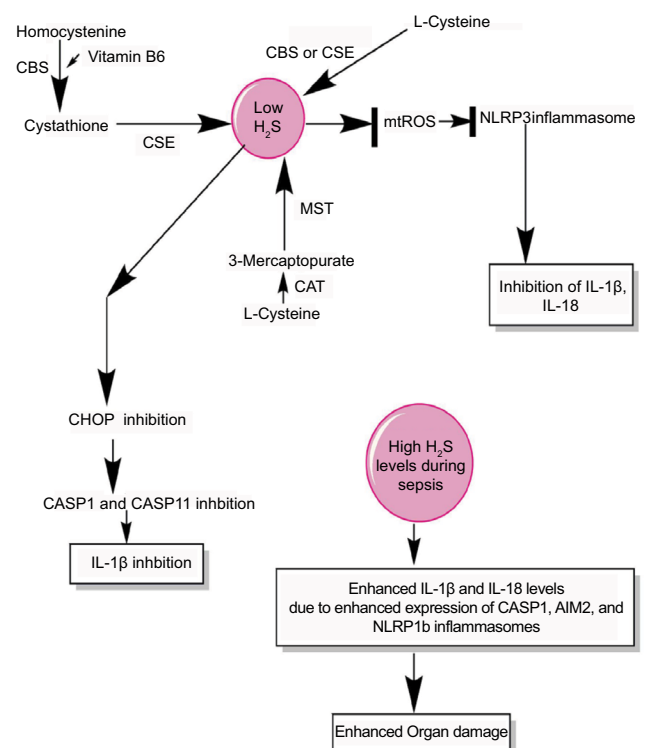 Homocystenine
Vitamin B6
CBS
Cystathione
CSE
L-Cysteine
CBS or CSE
Low
H2S
mtROS
NLRP3inflammasome
Inhibition of IL-1β,
IL-18
MST
3-Mercaptopurate
CAT
L-Cysteine
CHOP inhibition
CASP1 and CASP11 inhbition
IL-1β inhbition
High H2S
levels during
sepsis
Enhanced IL-1β and IL-18 levels
due to enhanced expression of CASP1, AIM2, and
NLRP1b inflammasomes
Enhanced Organ damage